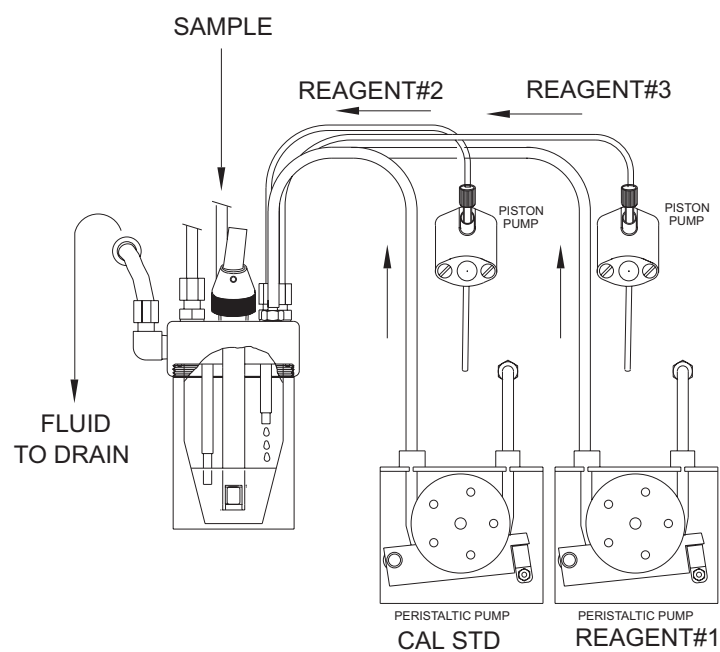 SAMPLE
REAGENT#2
REAGENT#3
PISTON
PUMP
PISTON
PUMP
FLUID
TO DRAIN
PERISTALTIC PUMP
CAL STD
PERISTALTIC PUMP
REAGENT#1